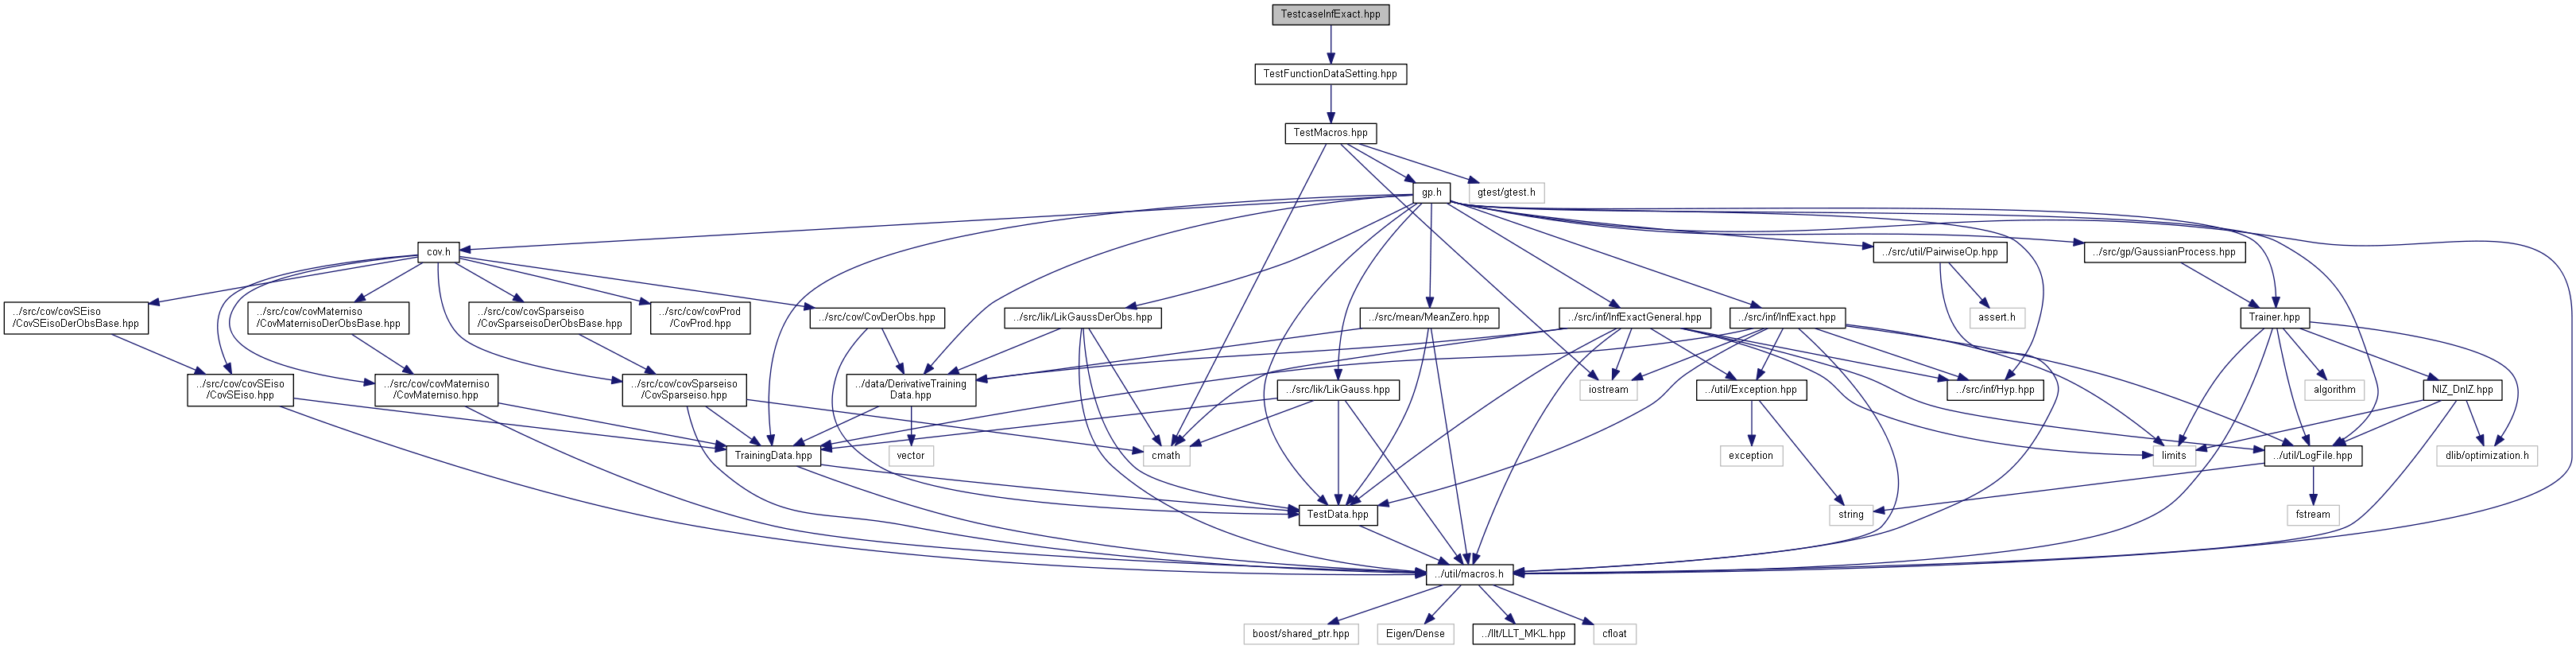 TestcaseInfExact.hpp
TestFunctionDataSetting.hpp
TestMacros.hpp
gp.h
gtest/gtest.h
cov.h
../src/util/PairwiseOp.hpp
../src/gp/GaussianProcess.hpp
../src/cov/covSEiso
/CovSEisoDerObsBase.hpp
../src/cov/covMaterniso
/CovMaternisoDerObsBase.hpp
../src/cov/covSparseiso
/CovSparseisoDerObsBase.hpp
../src/cov/covProd
/CovProd.hpp
../src/cov/CovDerObs.hpp
../src/lik/LikGaussDerObs.hpp
../src/mean/MeanZero.hpp
../src/inf/InfExactGeneral.hpp
../src/inf/InfExact.hpp
assert.h
Trainer.hpp
../src/cov/covSEiso
/CovSEiso.hpp
../src/cov/covMaterniso
/CovMaterniso.hpp
../src/cov/covSparseiso
/CovSparseiso.hpp
../data/DerivativeTraining
Data.hpp
../src/lik/LikGauss.hpp
iostream
../util/Exception.hpp
../src/inf/Hyp.hpp
algorithm
NlZ_DnlZ.hpp
TrainingData.hpp
vector
cmath
exception
limits
../util/LogFile.hpp
dlib/optimization.h
TestData.hpp
string
fstream
../util/macros.h
boost/shared_ptr.hpp
Eigen/Dense
../llt/LLT_MKL.hpp
cfloat